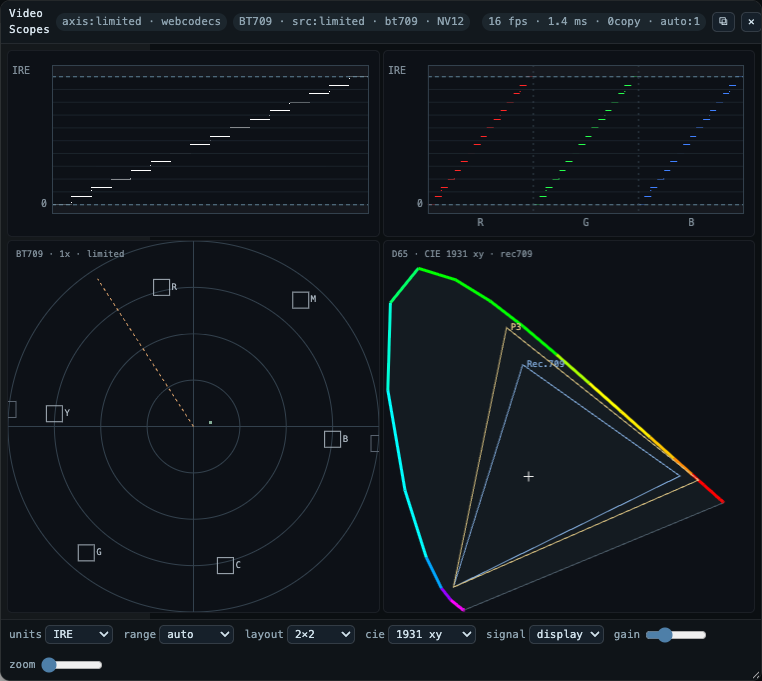 Video Scopes
axis:limited · webcodecs
BT709 · src:limited · bt709 · NV12
16 fps · 1.4 ms · 0copy · auto:1
IRE
0
IRE
0
R
G
B
BT709 · 1x · limited
R
M
Y
B
G
C
D65 · CIE 1931 xy · rec709
P3
Rec.709
units IRE
range auto
layout 2×2
cie 1931 xy
signal display
gain
zoom